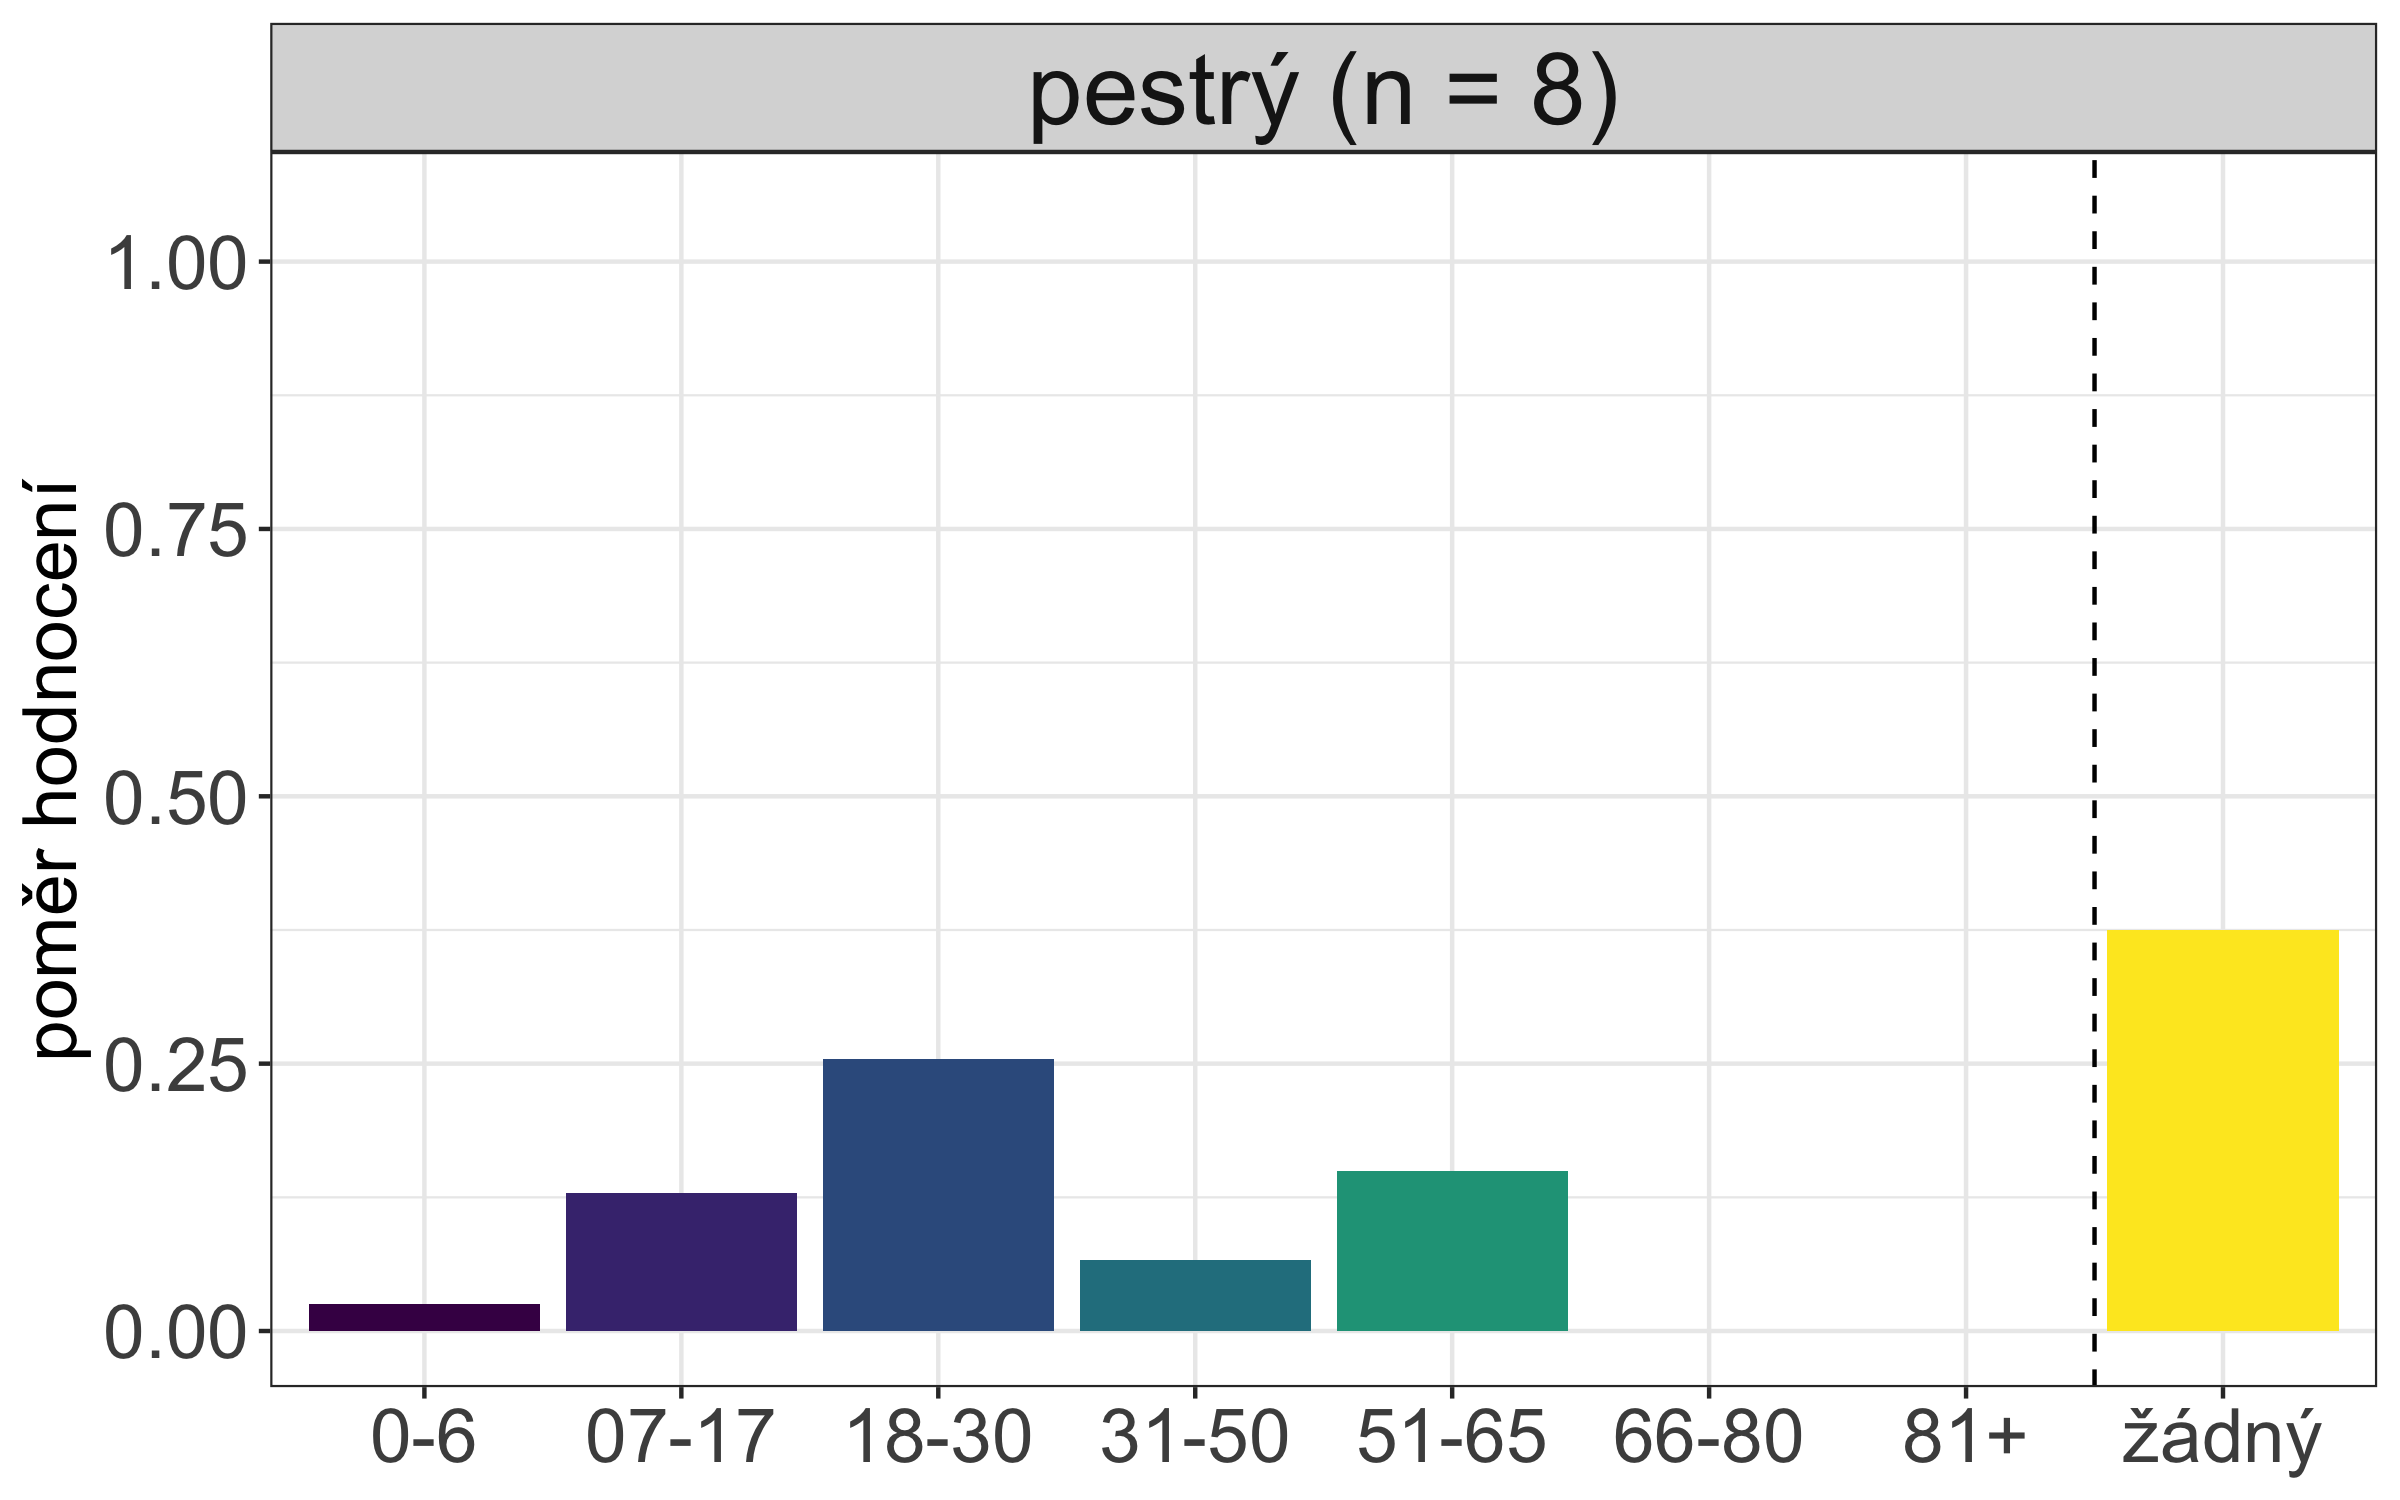 pestrý (n = 8)
poměr hodnocení
1.00
0.75
0.50
0.25
0.00
0-6 07-17 18-30 31-50 51-65 66-80 81+ žádný